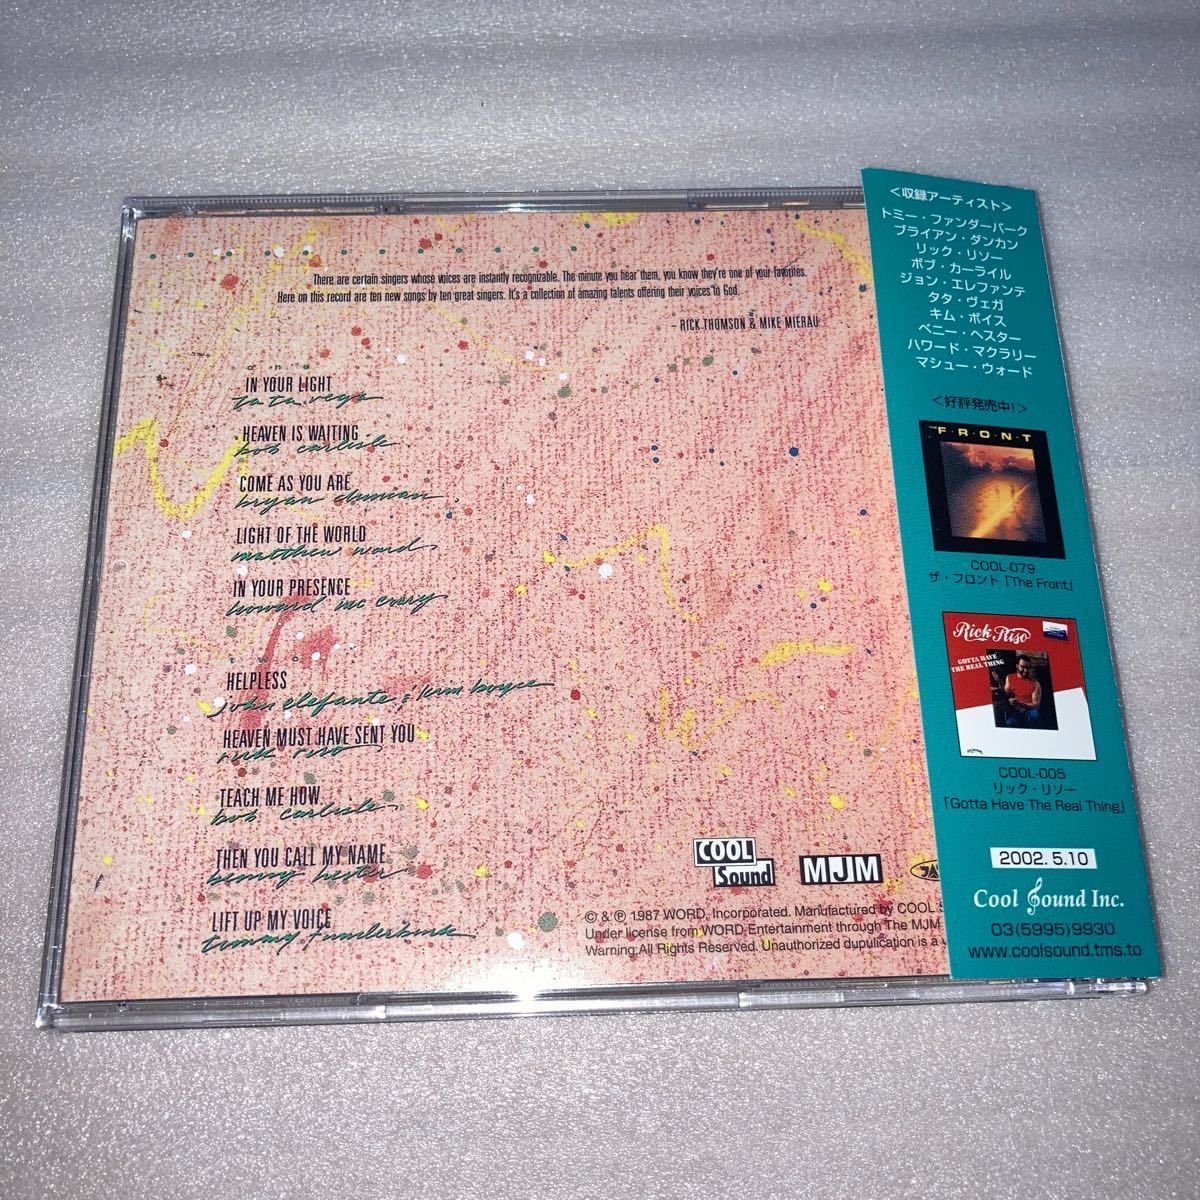 There are certain singers whose voices are instantly recognizable. The minute you hear them, you know they're one of your favorites.
Here on this record are ten new songs by ten great singers. It's a collection of amazing talents offering their voices to God.
– RICK THOMSON & MIKE MIERAU
one
IN YOUR LIGHT
ta ta vega
HEAVEN IS WAITING
bob carlisle
COME AS YOU ARE
bryan duncan
LIGHT OF THE WORLD
matthew ward
IN YOUR PRESENCE
howard mc crary
two
HELPLESS
john elefante & kim boyce
HEAVEN MUST HAVE SENT YOU
rick riso
TEACH ME HOW
bob carlisle
THEN YOU CALL MY NAME
benny hester
LIFT UP MY VOICE
tommy funderburk
COOL Sound
MJM
© & ℗ 1987 WORD, Incorporated. Manufactured by COOL
Under license from WORD Entertainment through The MJM
Warning.All Rights Reserved. Unauthorized dupulication is a
<収録アーティスト>
トミー・ファンダーバーク
ブライアン・ダンカン
リック・リソー
ボブ・カーライル
ジョン・エレファンテ
タタ・ヴェガ
キム・ボイス
ベニー・ヘスター
ハワード・マクラリー
マシュー・ウォード
<好評発売中!>
THE F·R·O·N·T
COOL-079
ザ・フロント「The Front」
Rick Riso
GOTTA HAVE
THE REAL THING
COOL-005
リック・リソー
「Gotta Have The Real Thing」
2002. 5.10
Cool Sound Inc.
03(5995)9930
www.coolsound.tms.to